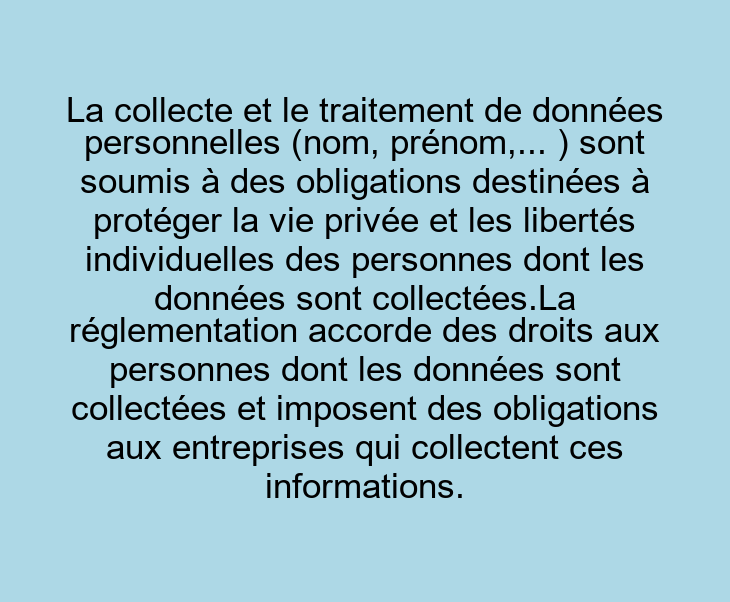 La collecte et le traitement de données
personnelles (nom, prénom,... ) sont
soumis à des obligations destinées à
protéger la vie privée et les libertés
individuelles des personnes dont les
données sont collectées.La
réglementation accorde des droits aux
personnes dont les données sont
collectées et imposent des obligations
aux entreprises qui collectent ces
informations.